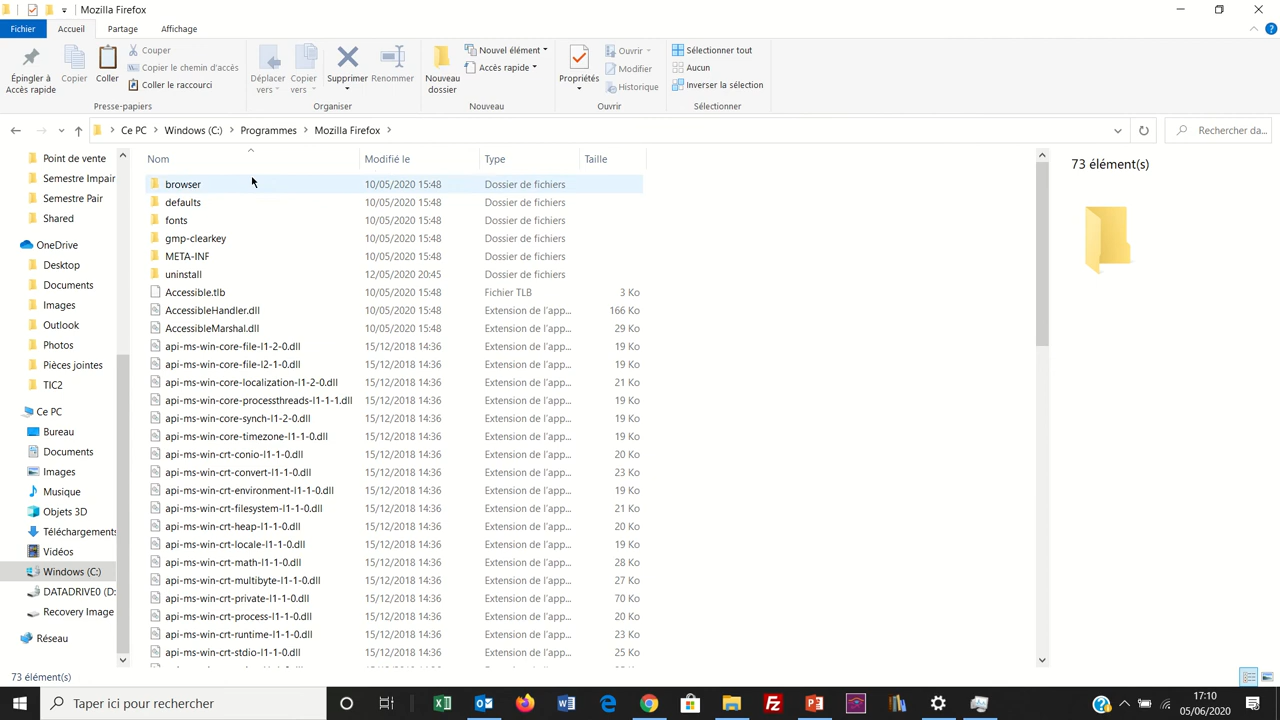 Mozilla Firefox
Fichier Accueil Partage Affichage
Épingler à Accès rapide
Copier
Coller
Couper
Copier le chemin d'accès
Coller le raccourci
Presse-papiers
Déplacer vers
Copier vers
Supprimer
Renommer
Organiser
Nouveau dossier
Nouvel élément
Accès rapide
Nouveau
Propriétés
Ouvrir
Modifier
Historique
Ouvrir
Sélectionner tout
Aucun
Inverser la sélection
Sélectionner
Ce PC Windows (C:) Programmes Mozilla Firefox
Rechercher da...
Point de vente
Semestre Impair
Semestre Pair
Shared
OneDrive
Desktop
Documents
Images
Outlook
Photos
Pièces jointes
TIC2
Ce PC
Bureau
Documents
Images
Musique
Objets 3D
Téléchargements
Vidéos
Windows (C:)
DATADRIVE0 (D:
Recovery Image
Réseau
Nom Modifié le Type Taille
browser 10/05/2020 15:48 Dossier de fichiers
defaults 10/05/2020 15:48 Dossier de fichiers
fonts 10/05/2020 15:48 Dossier de fichiers
gmp-clearkey 10/05/2020 15:48 Dossier de fichiers
META-INF 10/05/2020 15:48 Dossier de fichiers
uninstall 12/05/2020 20:45 Dossier de fichiers
Accessible.tlb 10/05/2020 15:48 Fichier TLB 3 Ko
AccessibleHandler.dll 10/05/2020 15:48 Extension de l'app... 166 Ko
AccessibleMarshal.dll 10/05/2020 15:48 Extension de l'app... 29 Ko
api-ms-win-core-file-l1-2-0.dll 15/12/2018 14:36 Extension de l'app... 19 Ko
api-ms-win-core-file-l2-1-0.dll 15/12/2018 14:36 Extension de l'app... 19 Ko
api-ms-win-core-localization-l1-2-0.dll 15/12/2018 14:36 Extension de l'app... 21 Ko
api-ms-win-core-processthreads-l1-1-1.dll 15/12/2018 14:36 Extension de l'app... 19 Ko
api-ms-win-core-synch-l1-2-0.dll 15/12/2018 14:36 Extension de l'app... 19 Ko
api-ms-win-core-timezone-l1-1-0.dll 15/12/2018 14:36 Extension de l'app... 19 Ko
api-ms-win-crt-conio-l1-1-0.dll 15/12/2018 14:36 Extension de l'app... 20 Ko
api-ms-win-crt-convert-l1-1-0.dll 15/12/2018 14:36 Extension de l'app... 23 Ko
api-ms-win-crt-environment-l1-1-0.dll 15/12/2018 14:36 Extension de l'app... 19 Ko
api-ms-win-crt-filesystem-l1-1-0.dll 15/12/2018 14:36 Extension de l'app... 21 Ko
api-ms-win-crt-heap-l1-1-0.dll 15/12/2018 14:36 Extension de l'app... 20 Ko
api-ms-win-crt-locale-l1-1-0.dll 15/12/2018 14:36 Extension de l'app... 19 Ko
api-ms-win-crt-math-l1-1-0.dll 15/12/2018 14:36 Extension de l'app... 28 Ko
api-ms-win-crt-multibyte-l1-1-0.dll 15/12/2018 14:36 Extension de l'app... 27 Ko
api-ms-win-crt-private-l1-1-0.dll 15/12/2018 14:36 Extension de l'app... 70 Ko
api-ms-win-crt-process-l1-1-0.dll 15/12/2018 14:36 Extension de l'app... 20 Ko
api-ms-win-crt-runtime-l1-1-0.dll 15/12/2018 14:36 Extension de l'app... 23 Ko
api-ms-win-crt-stdio-l1-1-0.dll 15/12/2018 14:36 Extension de l'app... 25 Ko
73 élément(s)
73 élément(s)
Taper ici pour rechercher
17:10
05/06/2020